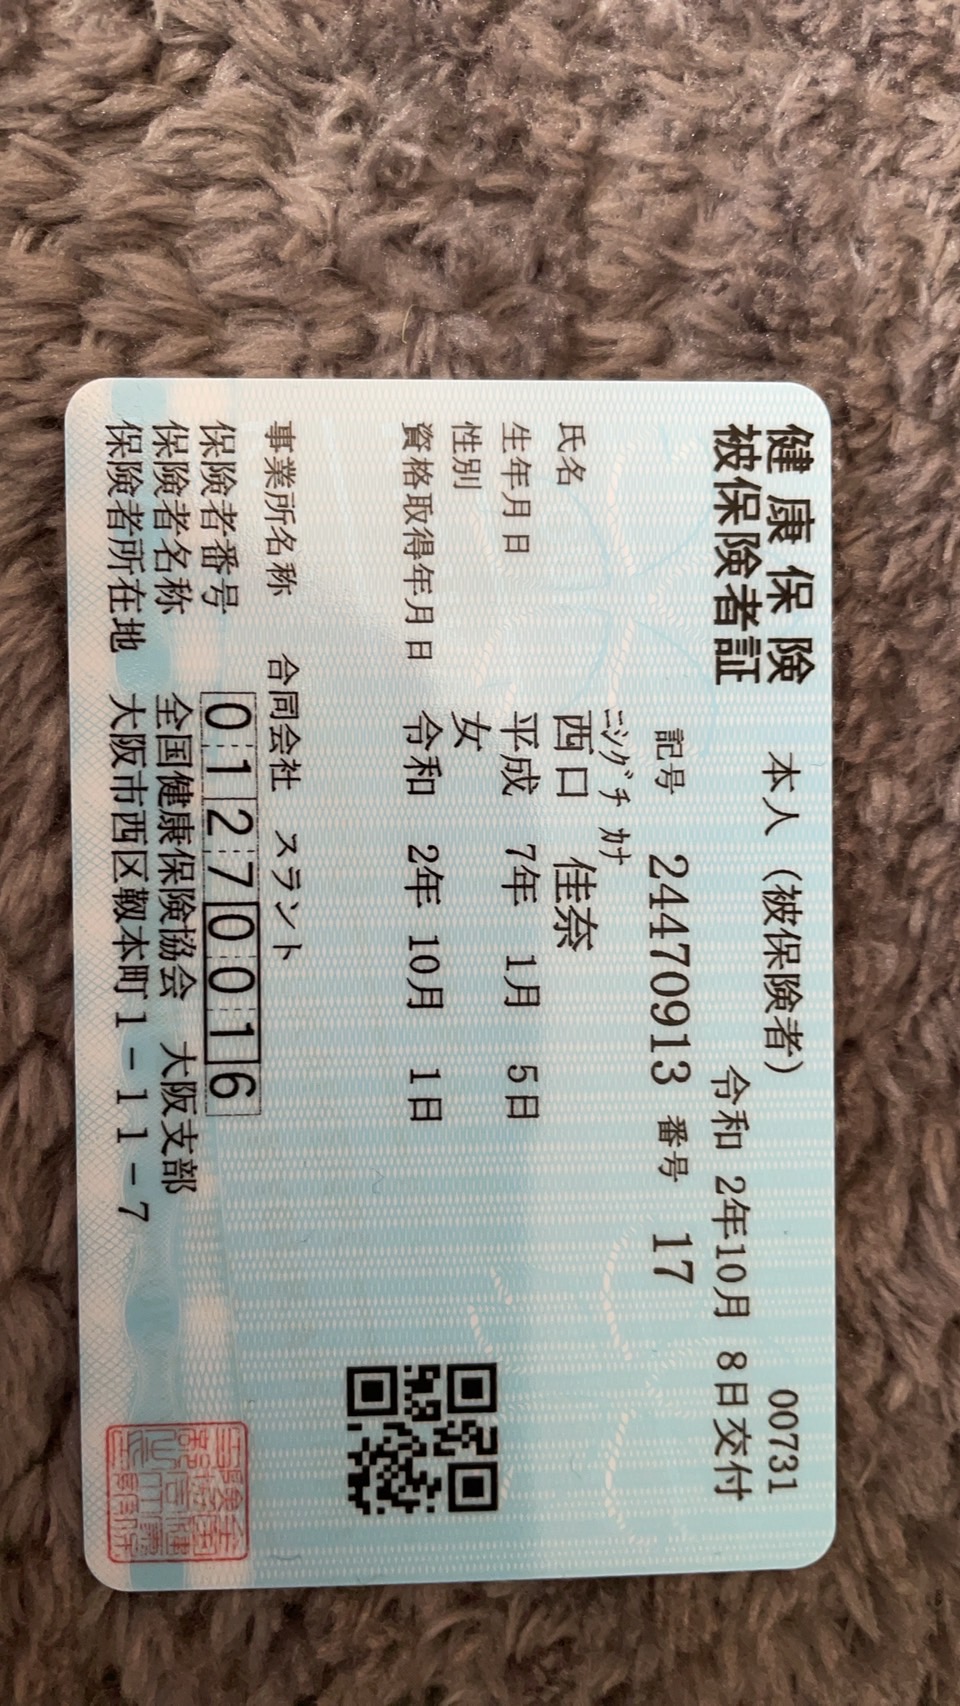 健康保険 本人（被保険者） 00731
被保険者証 令和 2年10月 8日交付
記号 24470913 番号 17
ﾆｼｸﾞﾁ ｶﾅ
氏名 西口 佳奈
生年月日 平成 7年 1月 5日
性別 女
資格取得年月日 令和 2年 10月 1日
事業所名称 合同会社 スラント
保険者番号 01270016
保険者名称 全国健康保険協会 大阪支部
保険者所在地 大阪市西区靱本町1-11-7